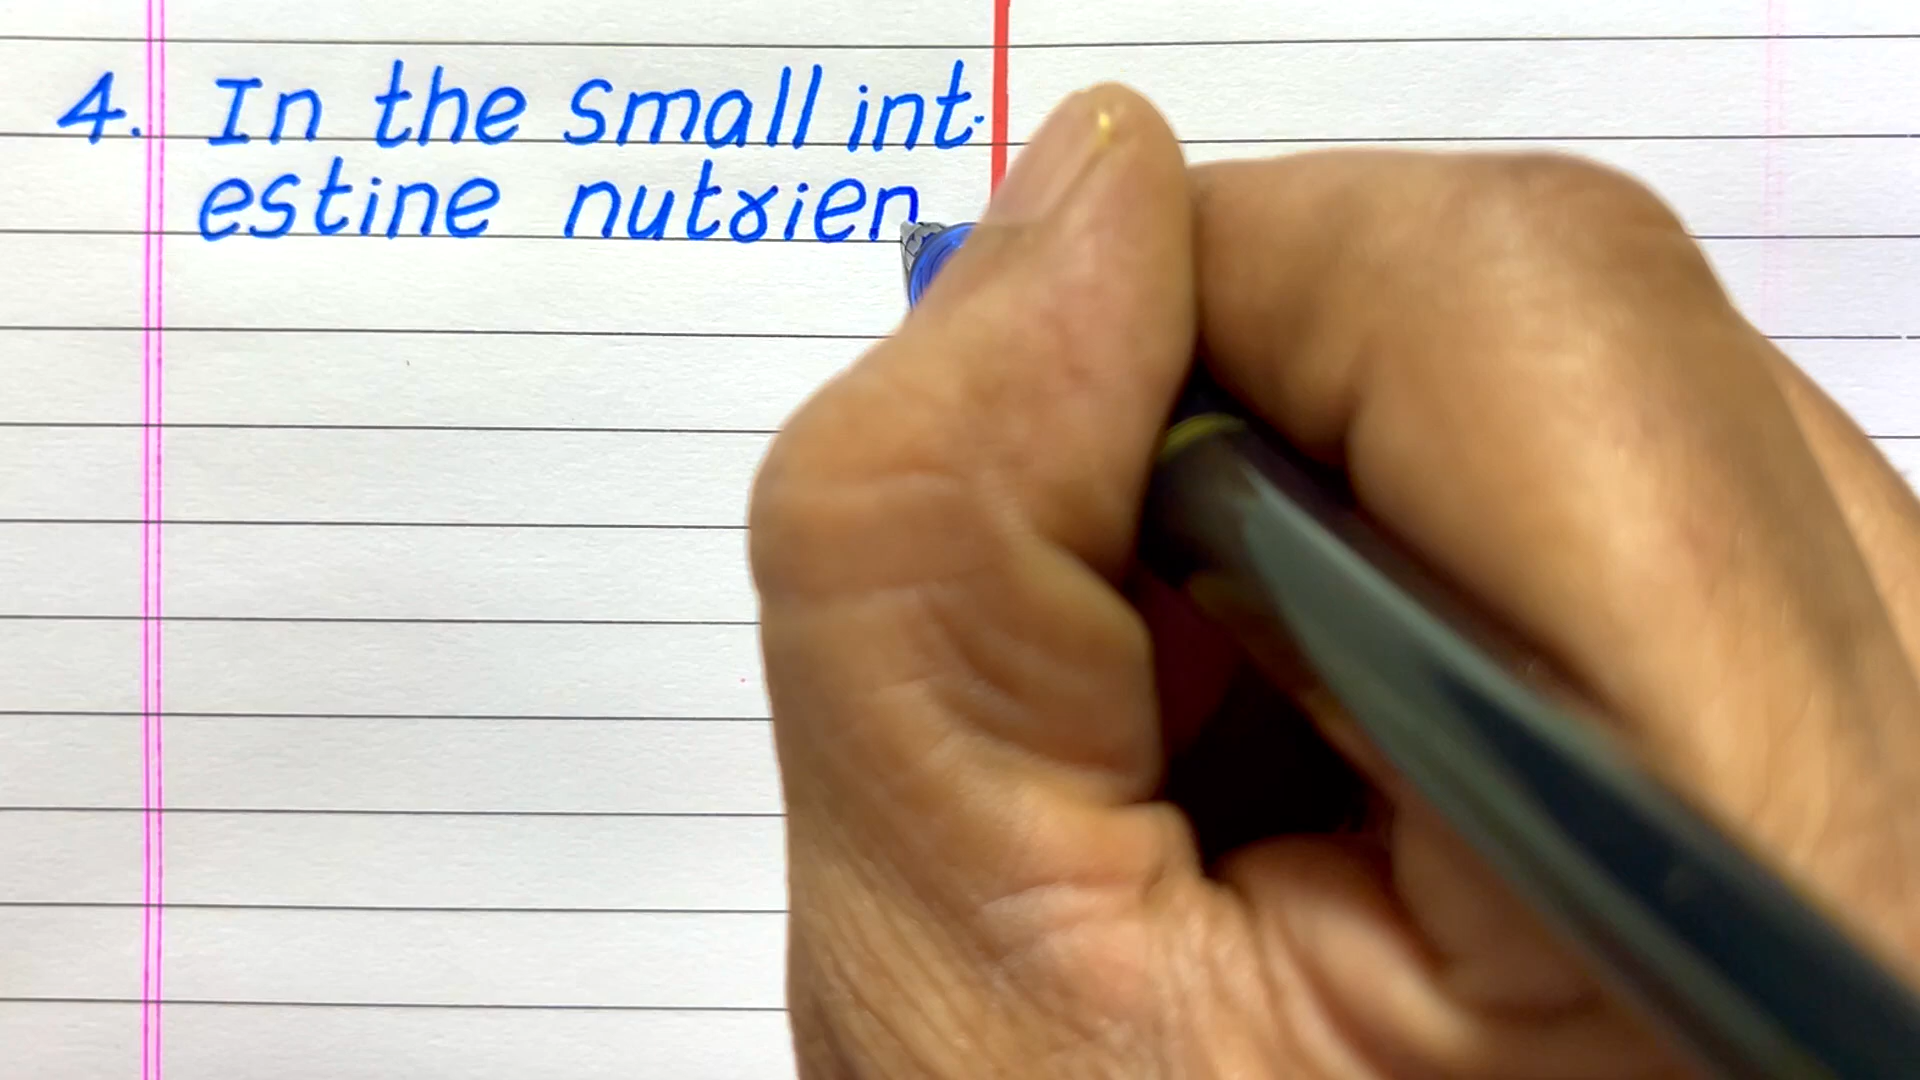 4. In the small int-
estine nutrien